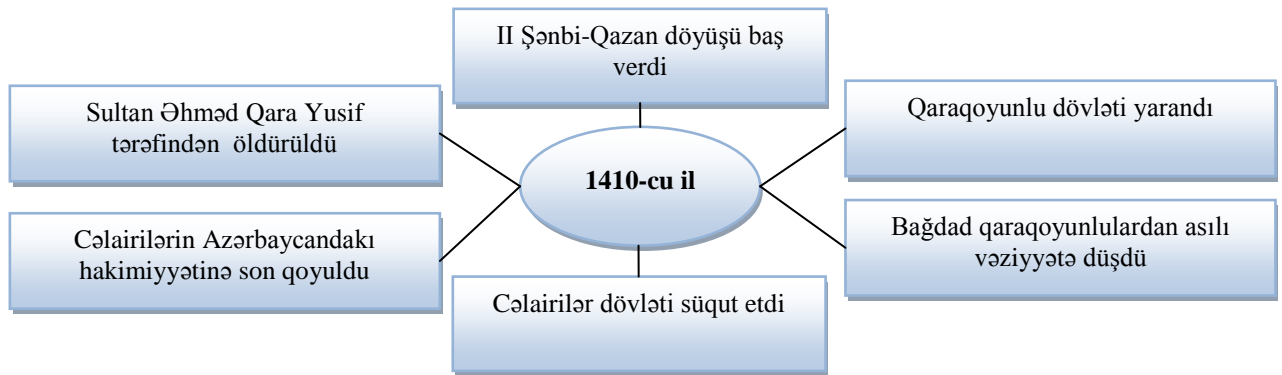 II Şənbi-Qazan döyüşü baş
verdi
Sultan Əhməd Qara Yusif
tərəfindən öldürüldü
Qaraqoyunlu dövləti yarandı
1410-cu il
Cəlairilərin Azərbaycandakı
hakimiyyətinə son qoyuldu
Bağdad qaraqoyunlulardan asılı
vəziyyətə düşdü
Cəlairilər dövləti süqut etdi